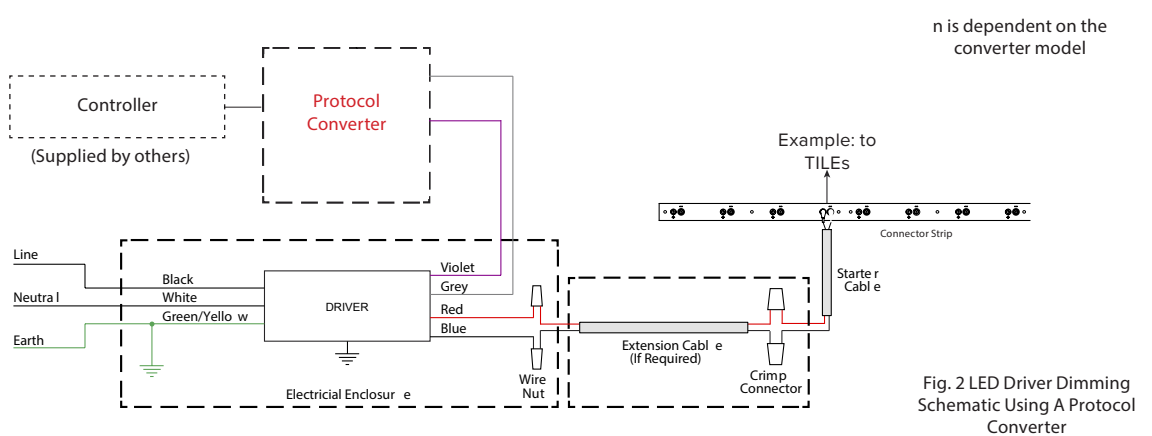 n is dependent on the
converter model
Controller
Protocol
Converter
(Supplied by others)
Example: to
TILEs
Connector Strip
Line
Black
Violet
Starte r
Cabl e
Grey
Neutra l
White
DRIVER
Red
Green/Yello w
Blue
Earth
Extension Cabl e
(If Required)
Wire
Nut
Crimp
Connector
Electricial Enclosur e
Fig. 2 LED Driver Dimming
Schematic Using A Protocol
Converter